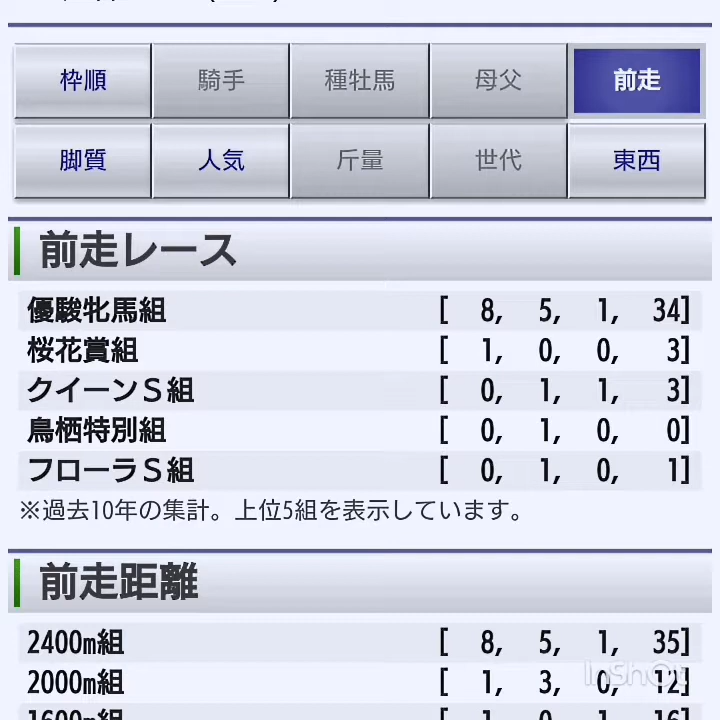 枠順 騎手 種牡馬 母父 前走
脚質 人気 斤量 世代 東西
前走レース
優駿牝馬組 [ 8, 5, 1, 34]
桜花賞組 [ 1, 0, 0, 3]
クイーンS組 [ 0, 1, 1, 3]
鳥栖特別組 [ 0, 1, 0, 0]
フローラS組 [ 0, 1, 0, 1]
※過去10年の集計。上位5組を表示しています。
前走距離
2400m組 [ 8, 5, 1, 35]
2000m組 [ 1, 3, 0, 12]
InShOt